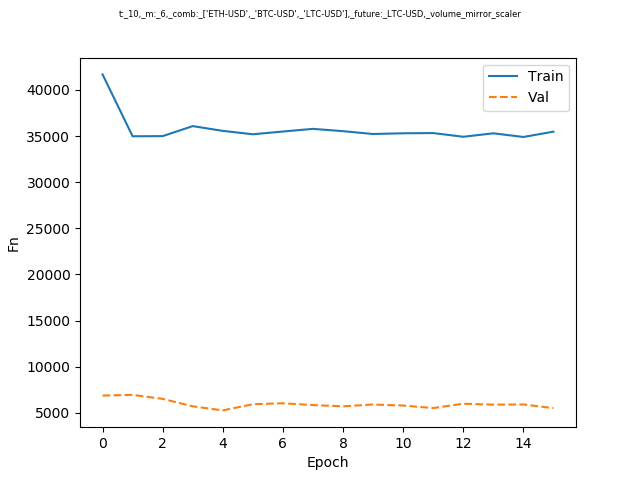 t:_10,_m:_6,_comb:_['ETH-USD',_'BTC-USD',_'LTC-USD'],_future:_LTC-USD,_volume_mirror_scaler
Train
Val
40000
35000
30000
25000
20000
15000
10000
5000
Fn
0 2 4 6 8 10 12 14
Epoch